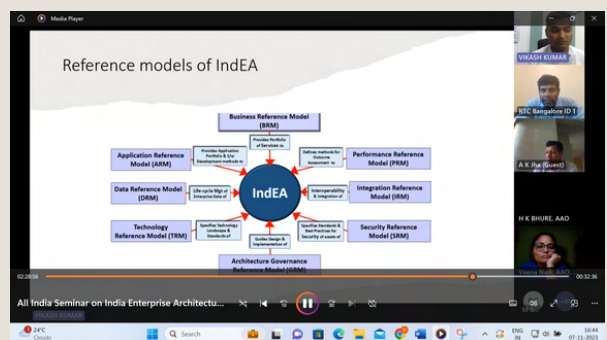 Media Player
Reference models of IndEA
Business Reference Model
(BRM)
Provides Portfolio
of Services to
Application Reference
Model (ARM)
Provides Application
Portfolio & S/w
Development methods to
Defines methods for
Outcome
Assessment to
Performance Reference
Model (PRM)
Data Reference Model
(DRM)
Life-cycle Mgt of
Enterprise Data of
IndEA
Interoperability
& Integration of
Integration Reference
Model (IRM)
Technology
Reference Model (TRM)
Specifies Technology
Landscape &
Standards of
Guides Design &
Implementation of
Specifies Standards &
Best Practices for
Security of assets of
Security Reference
Model (SRM)
Architecture Governance
Reference Model (GRM)
VIKASH KUMAR
RTC Bangalore ID 1
A K Jha (Guest)
H K BHURE, AAO
Veena Naik, AAO
02:28:56
00:32:36
All India Seminar on India Enterprise Architectu...
VIKASH KUMAR
24°C
Cloudy
Search
ENG
IN
16:44
07-11-2023